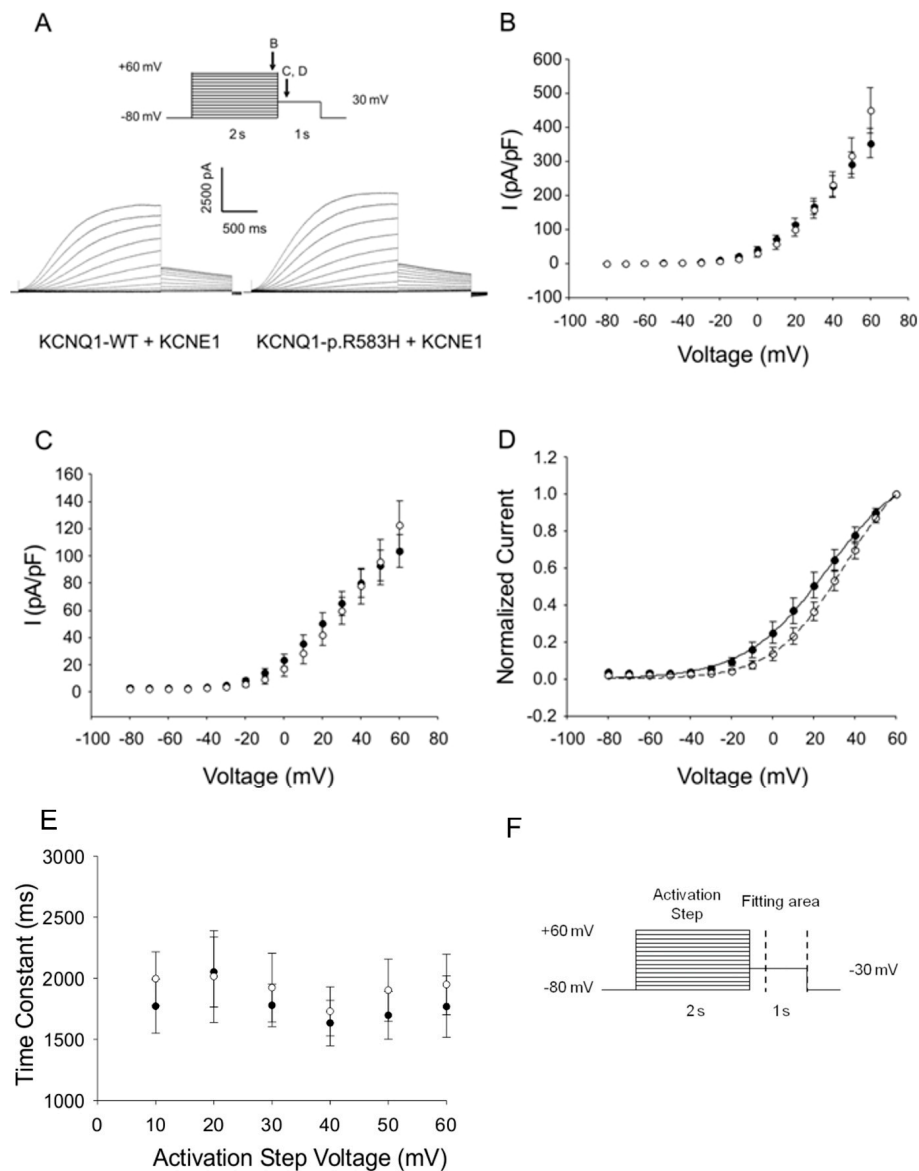 A
B
+60 mV
C, D
-80 mV
30 mV
2 s
1 s
2500 pA
500 ms
KCNQ1-WT + KCNE1
KCNQ1-p.R583H + KCNE1
B
I (pA/pF)
600
500
400
300
200
100
0
-100
-100 -80 -60 -40 -20 0 20 40 60 80
Voltage (mV)
C
I (pA/pF)
160
140
120
100
80
60
40
20
0
-100 -80 -60 -40 -20 0 20 40 60 80
Voltage (mV)
D
Normalized Current
1.2
1.0
0.8
0.6
0.4
0.2
0.0
-0.2
-100 -80 -60 -40 -20 0 20 40 60
Voltage (mV)
E
Time Constant (ms)
3000
2500
2000
1500
1000
0 10 20 30 40 50 60
Activation Step Voltage (mV)
F
Activation
Step
Fitting area
+60 mV
-80 mV
-30 mV
2 s
1 s